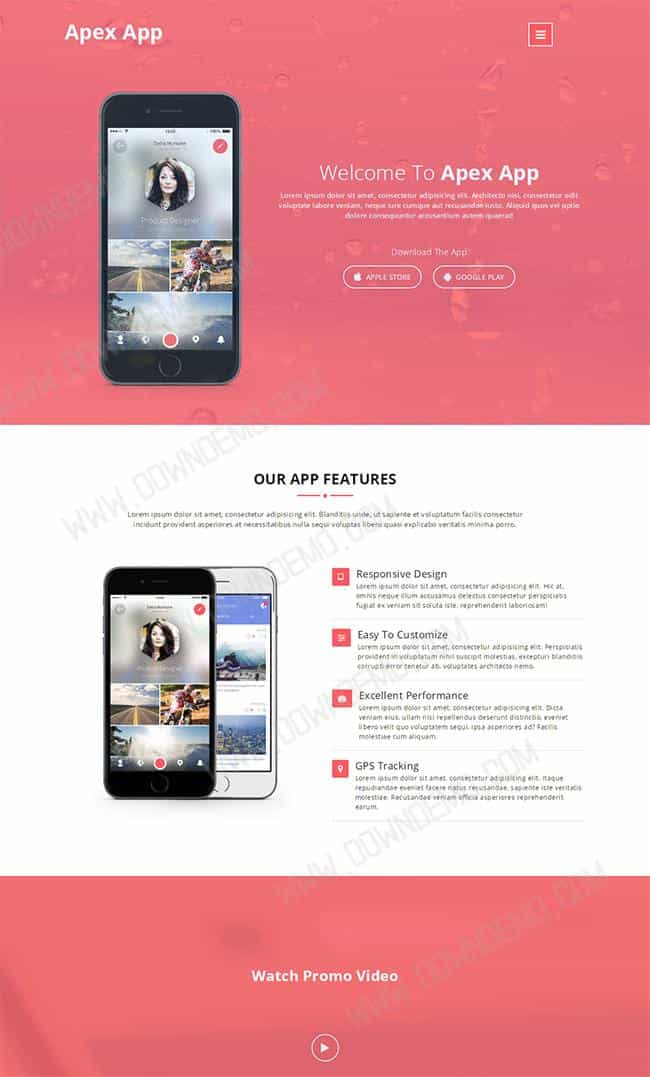 Apex App
Product Designer
Welcome To Apex App
Lorem ipsum dolor sit amet, consectetur adipisicing elit. Architecto nisi, consectetur odit
voluptate labore veniam, neque iure cumque aut recusandae iusto. Aliquid quos vel optio
dolore consequuntur accusantium autem quaerat
Download The App
APPLE STORE
GOOGLE PLAY
OUR APP FEATURES
Lorem ipsum dolor sit amet, consectetur adipisicing elit. Blanditiis unde, ut sapiente et voluptatum facilis consectetur
incidunt provident asperiores at necessitatibus nulla sequi voluptas libero quasi explicabo veritatis minima porro.
Product Designer
Responsive Design
Lorem ipsum dolor sit amet, consectetur adipisicing elit. Hic at,
omnis neque illum accusamus delectus consectetur perspiciatis
fugiat ex veniam sit soluta iste, reprehenderit laboriosam!
Easy To Customize
Lorem ipsum dolor sit amet, consectetur adipisicing elit. Perspiciatis
provident in voluptatum nihil suscipit molestias, excepturi blanditiis
corrupti error tenetur ab, voluptates architecto nemo.
Excellent Performance
Lorem ipsum dolor sit amet, consectetur adipisicing elit. Dicta
veniam eius, ullam nisi repellendus deserunt distinctio, eveniet
libero velit quo quisquam sequi, ipsa asperiores ad? Facilis
molestiae cum aliquam.
GPS Tracking
Lorem ipsum dolor sit amet, consectetur adipisicing elit. Itaque
repudiandae eveniet facere natus recusandae, sapiente iste veritatis
molestiae. Recusandae veniam officia asperiores reprehenderit
earum.
Watch Promo Video
WWW.DOWNDEMO.COM
WWW.DOWNDEMO.COM
WWW.DOWNDEMO.COM